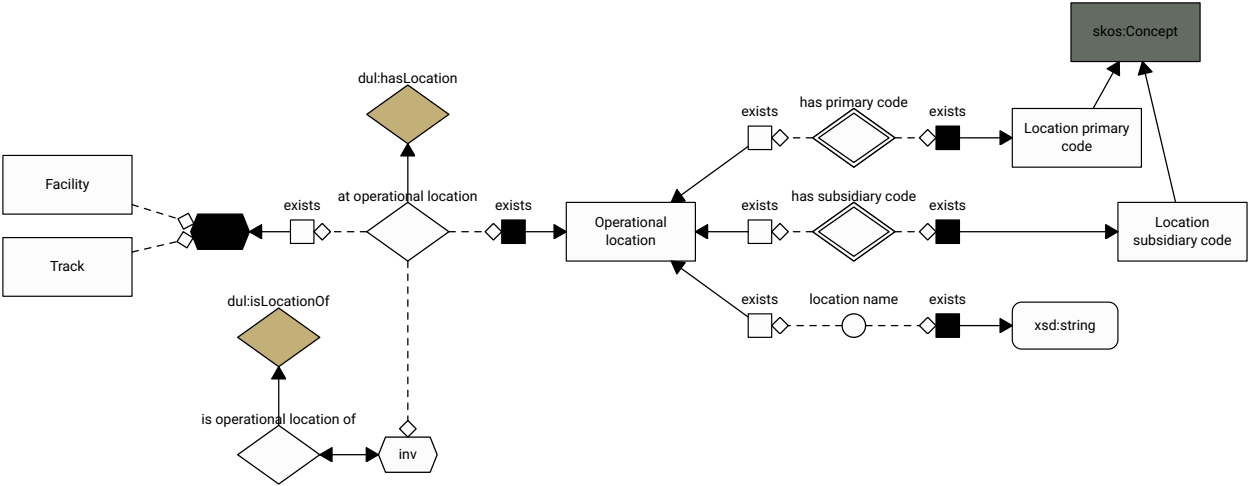 skos:Concept
dul:hasLocation
exists
has primary code
exists
Location primary
code
Facility
exists
at operational location
exists
Operational
location
exists
has subsidiary code
exists
Location
subsidiary code
Track
dul:isLocationOf
exists
location name
exists
xsd:string
is operational location of
inv